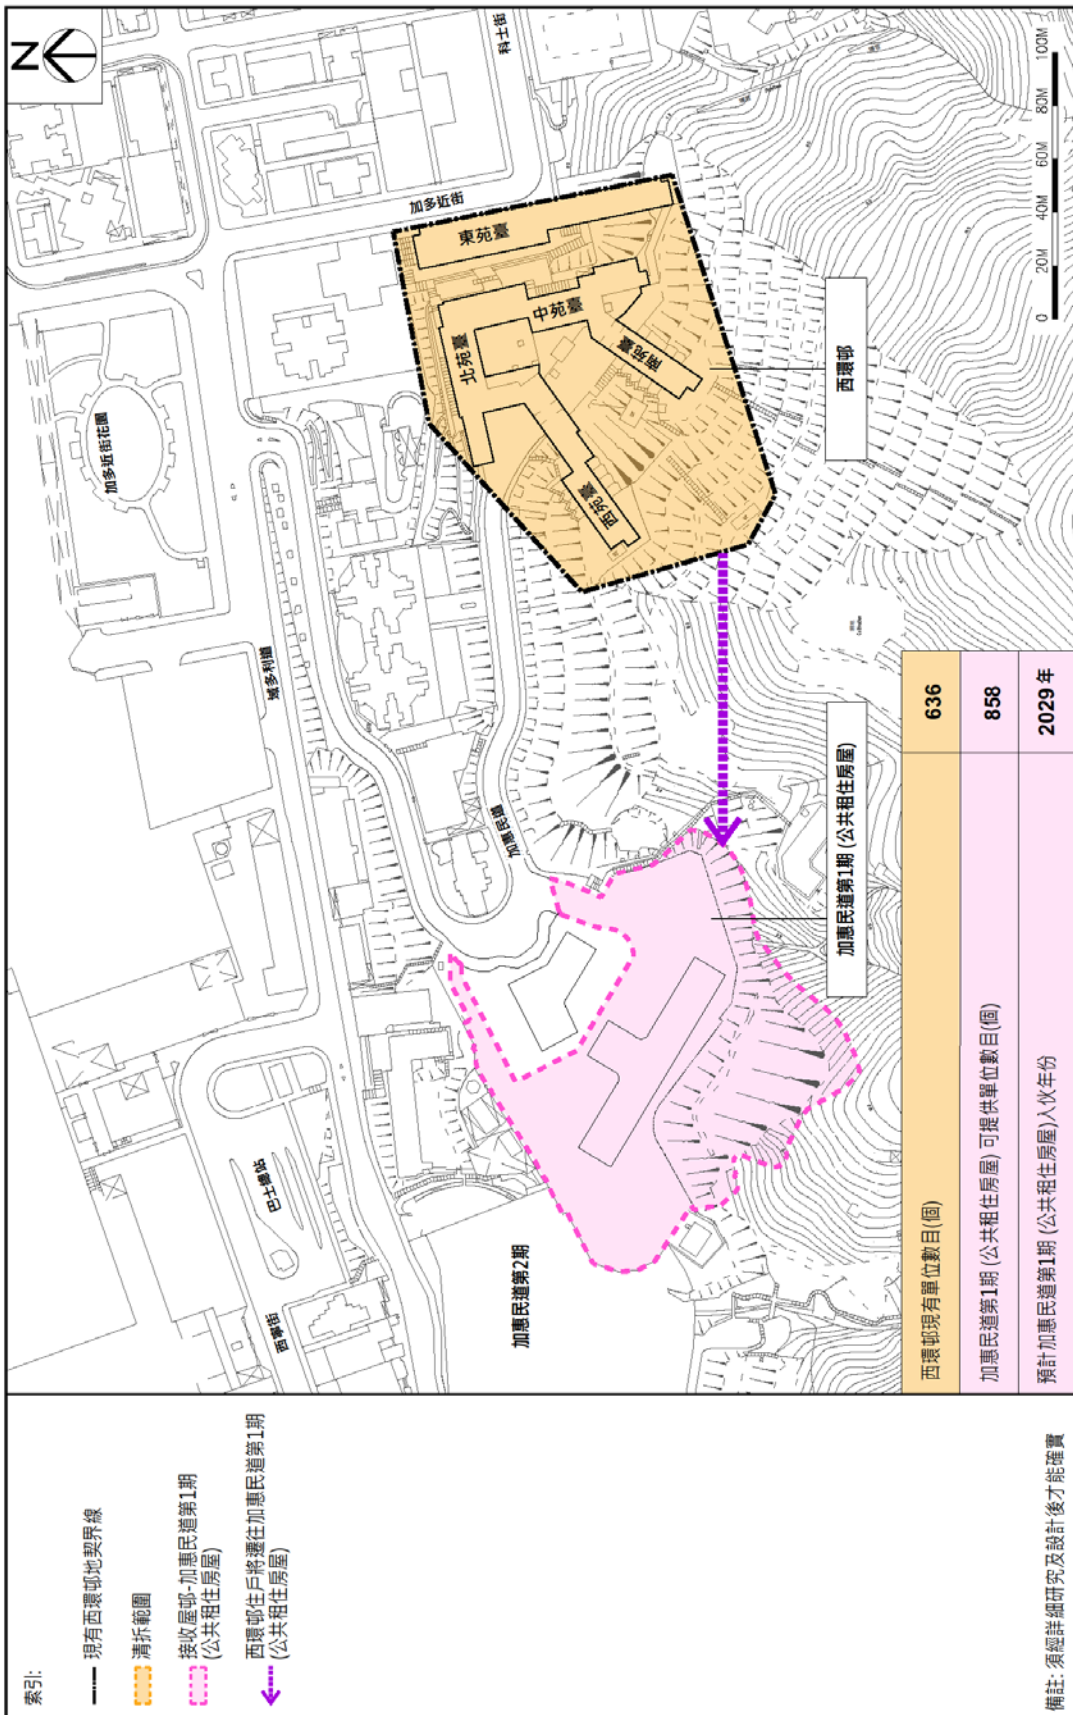 索引:
現有西環邨地契界線
清拆範圍
接收屋邨-加惠民道第1期
(公共租住房屋)
西環邨住戶將遷往加惠民道第1期
(公共租住房屋)
備註: 須經詳細研究及設計後才能確實
N
西寧街
巴士總站
域多利道
加多近街花園
加多近街
科士街
加惠民道
加惠民道第2期
北苑臺
東苑臺
中苑臺
西苑臺
南苑臺
西環邨
加惠民道第1期 (公共租住房屋)
0 20M 40M 60M 80M 100M
西環邨現有單位數目(個) 636
加惠民道第1期 (公共租住房屋) 可提供單位數目(個) 858
預計加惠民道第1期 (公共租住房屋)入伙年份 2029 年